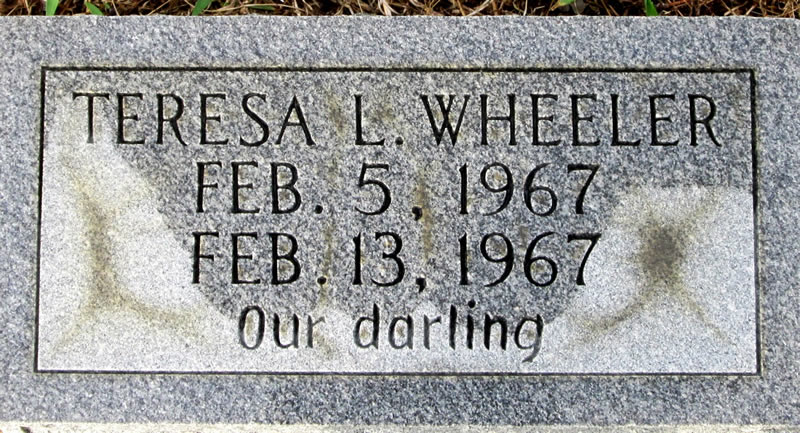 TERESA L. WHEELER
FEB. 5, 1967
FEB. 13, 1967
Our darling